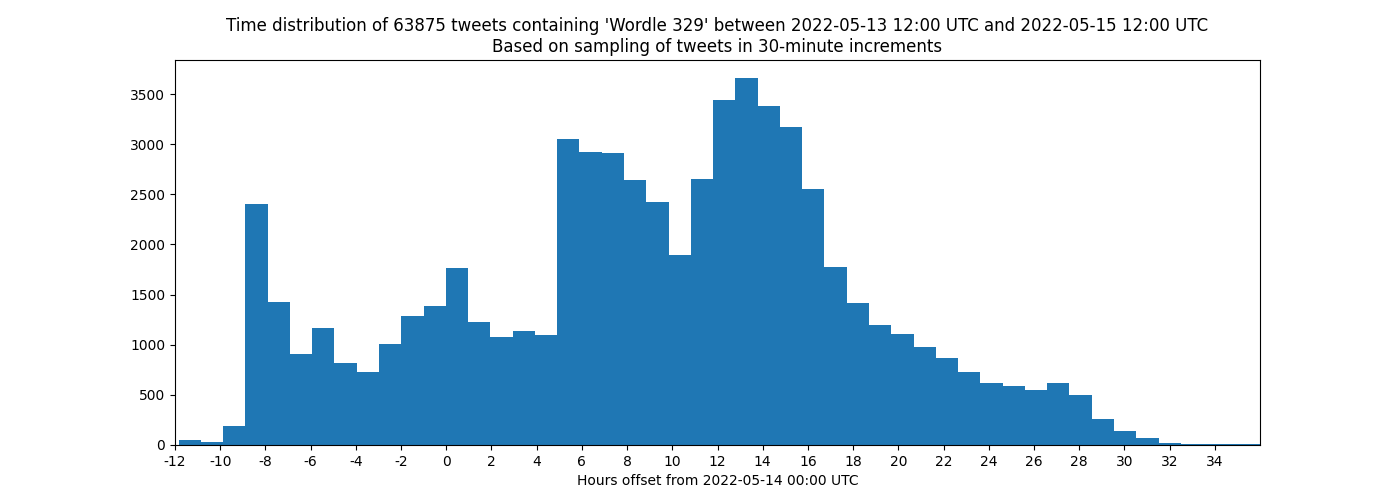 Time distribution of 63875 tweets containing 'Wordle 329' between 2022-05-13 12:00 UTC and 2022-05-15 12:00 UTC
Based on sampling of tweets in 30-minute increments
3500
3000
2500
2000
1500
1000
500
0
-12 -10 -8 -6 -4 -2 0 2 4 6 8 10 12 14 16 18 20 22 24 26 28 30 32 34
Hours offset from 2022-05-14 00:00 UTC